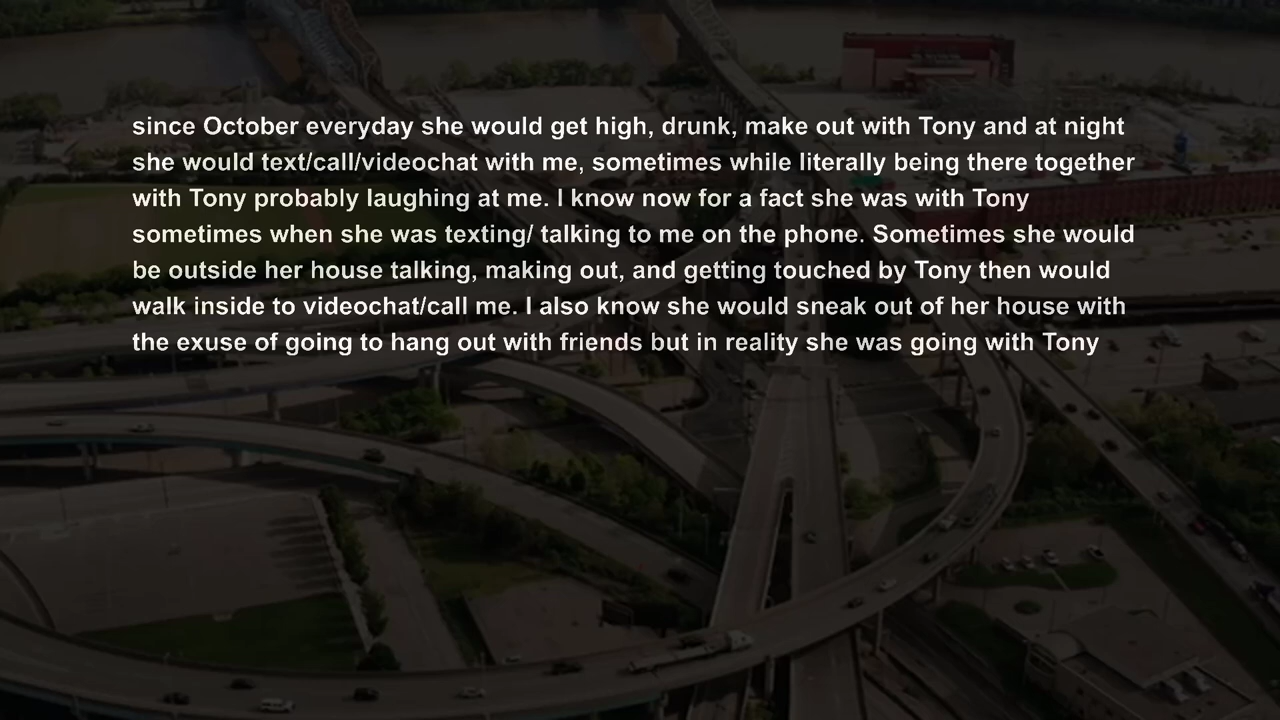 since October everyday she would get high, drunk, make out with Tony and at night
she would text/call/videochat with me, sometimes while literally being there together
with Tony probably laughing at me. I know now for a fact she was with Tony
sometimes when she was texting/ talking to me on the phone. Sometimes she would
be outside her house talking, making out, and getting touched by Tony then would
walk inside to videochat/call me. I also know she would sneak out of her house with
the exuse of going to hang out with friends but in reality she was going with Tony